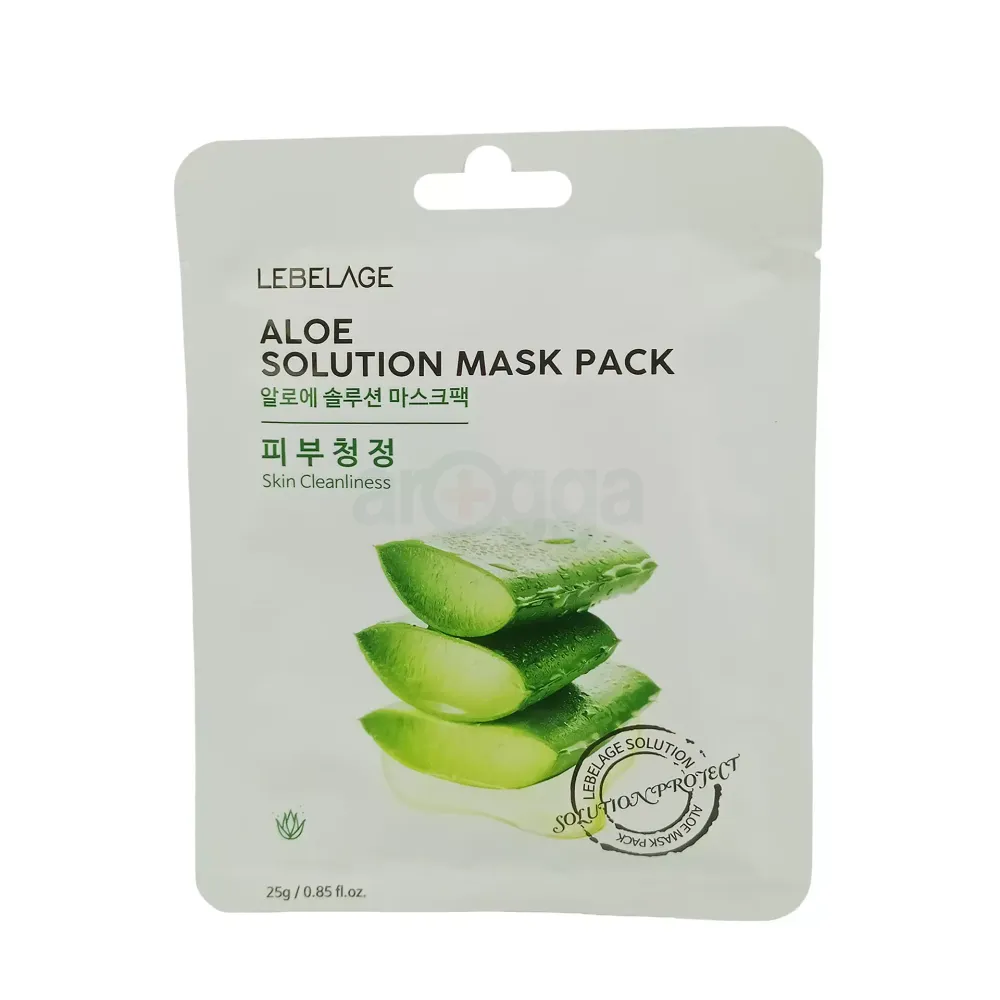 LEBELAGE
ALOE
SOLUTION MASK PACK
알로에 솔루션 마스크팩
피부청정
Skin Cleanliness
arogga
LEBELAGE SOLUTION
SOLUTION PROJECT
ALOE MASK PACK
25g / 0.85 fl.oz.